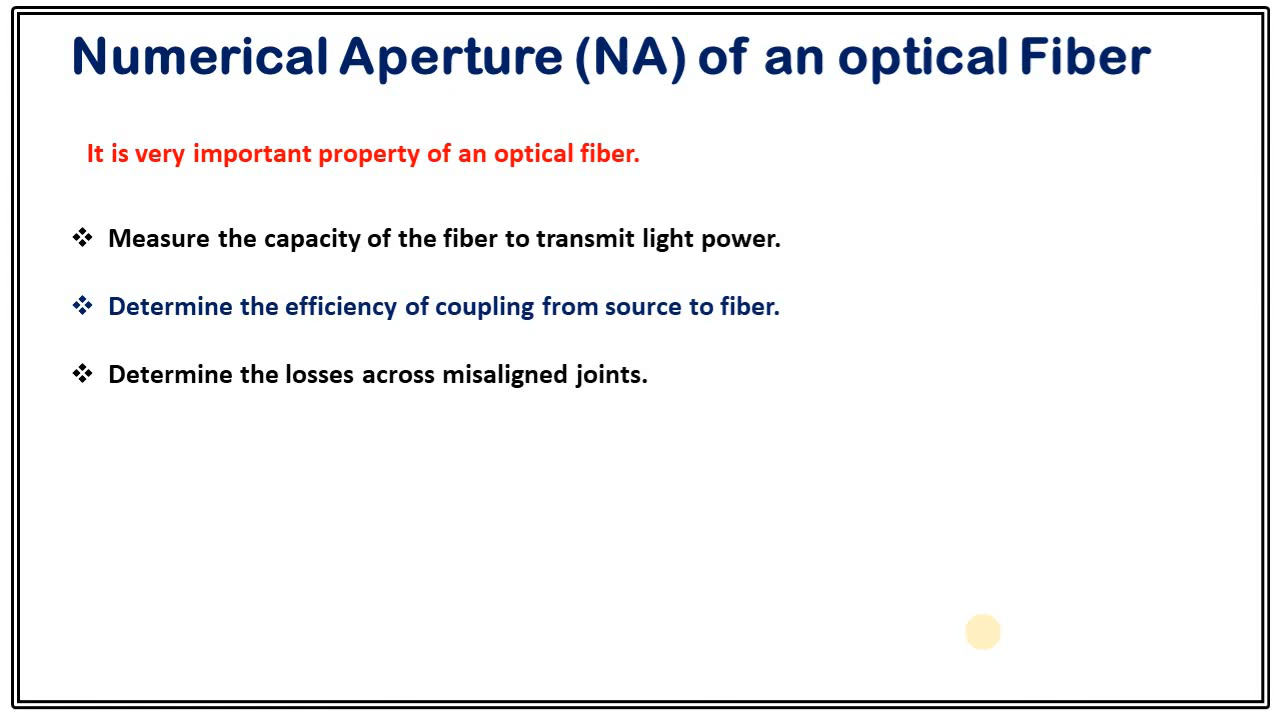 Numerical Aperture (NA) of an optical Fiber
It is very important property of an optical fiber.
❖ Measure the capacity of the fiber to transmit light power.
❖ Determine the efficiency of coupling from source to fiber.
❖ Determine the losses across misaligned joints.